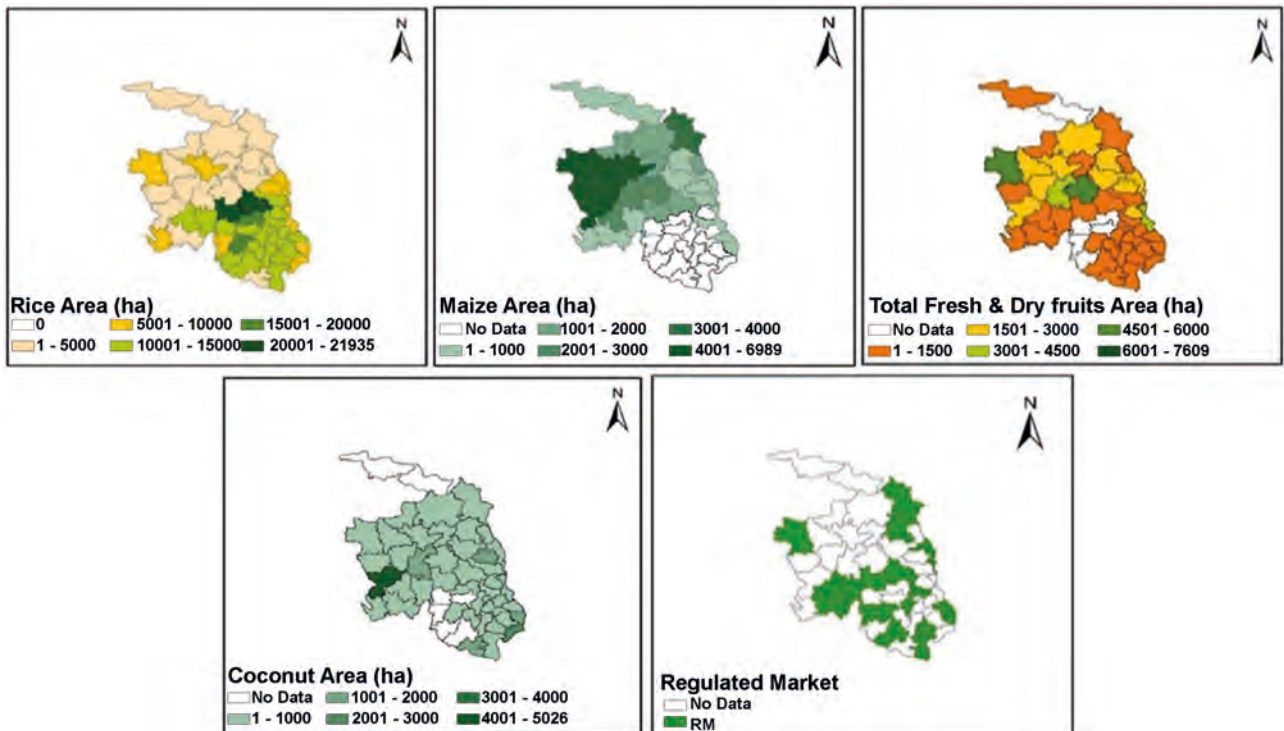 N
N
N
Rice Area (ha)
0 5001 - 10000 15001 - 20000
1 - 5000 10001 - 15000 20001 - 21935
Maize Area (ha)
No Data 1001 - 2000 3001 - 4000
1 - 1000 2001 - 3000 4001 - 6989
Total Fresh & Dry fruits Area (ha)
No Data 1501 - 3000 4501 - 6000
1 - 1500 3001 - 4500 6001 - 7609
N
N
Coconut Area (ha)
No Data 1001 - 2000 3001 - 4000
1 - 1000 2001 - 3000 4001 - 5026
Regulated Market
No Data
RM